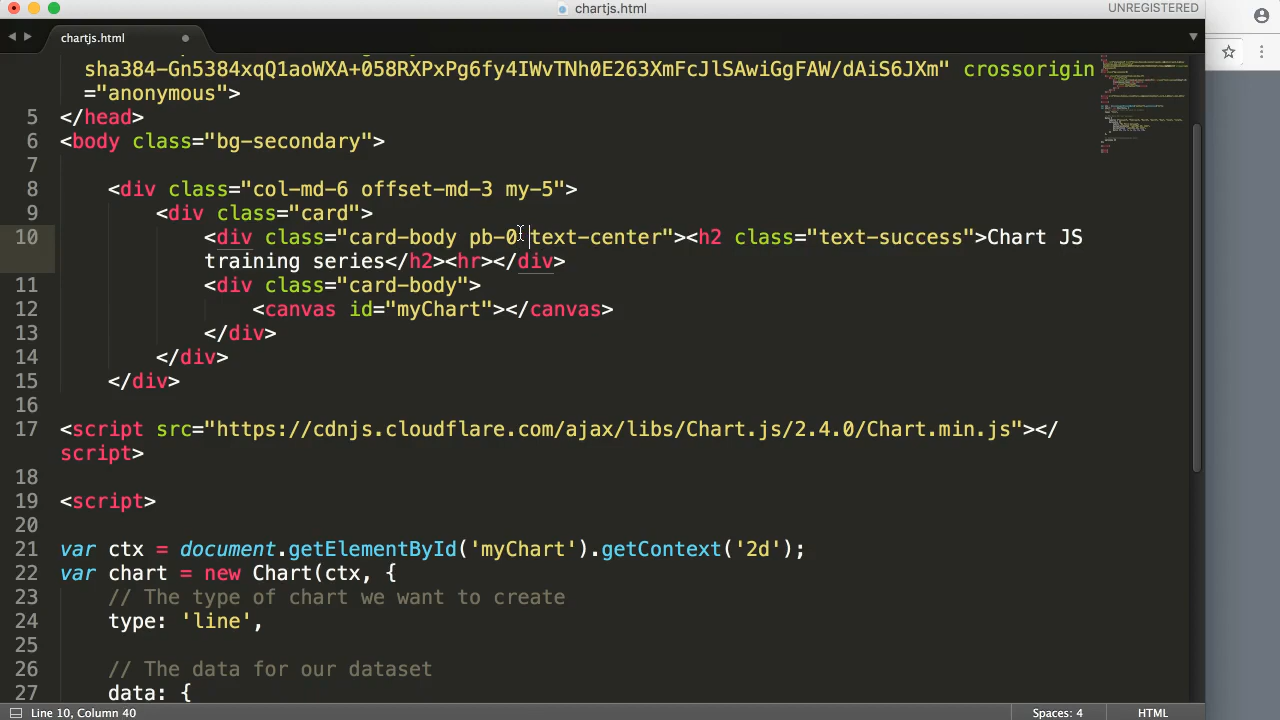 chartjs.html
UNREGISTERED
chartjs.html
sha384-Gn5384xqQ1aoWXA+058RXPxPg6fy4IWvTNh0E263XmFcJlSAwiGgFAW/dAiS6JXm" crossorigin
="anonymous">
5 </head>
6 <body class="bg-secondary">
7
8 <div class="col-md-6 offset-md-3 my-5">
9 <div class="card">
10 <div class="card-body pb-0 text-center"><h2 class="text-success">Chart JS
training series</h2><hr></div>
11 <div class="card-body">
12 <canvas id="myChart"></canvas>
13 </div>
14 </div>
15 </div>
16
17 <script src="https://cdnjs.cloudflare.com/ajax/libs/Chart.js/2.4.0/Chart.min.js"></
script>
18
19 <script>
20
21 var ctx = document.getElementById('myChart').getContext('2d');
22 var chart = new Chart(ctx, {
23 // The type of chart we want to create
24 type: 'line',
25
26 // The data for our dataset
27 data: {
Line 10, Column 40
Spaces: 4
HTML